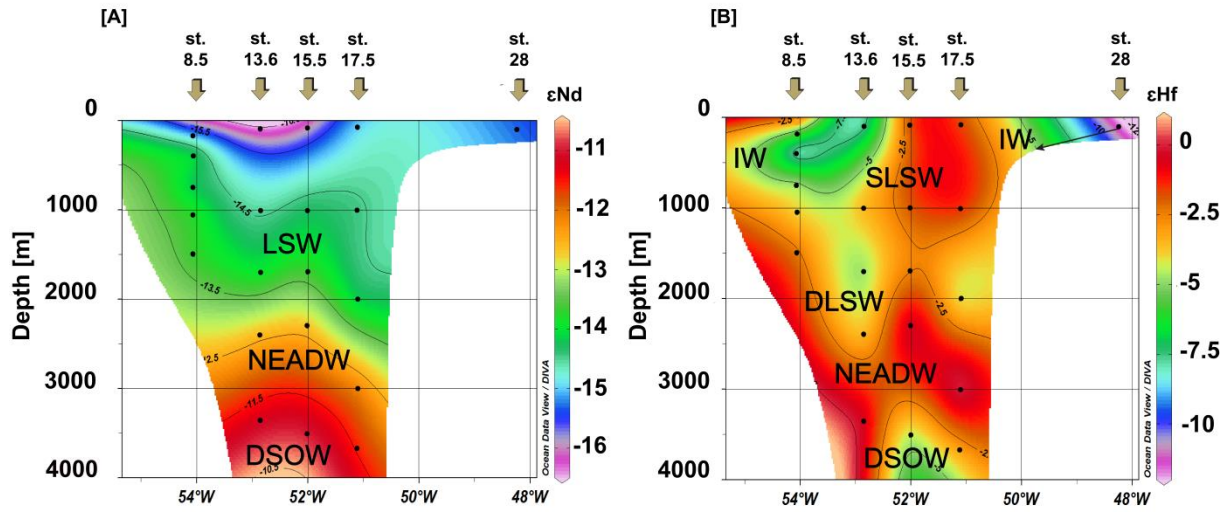 [A]
st. 8.5
st. 13.6
st. 15.5
st. 17.5
st. 28
εNd
0
1000
2000
3000
4000
Depth [m]
54°W
52°W
50°W
48°W
-15.5
-14.5
-13.5
-11.5
-10.5
LSW
NEADW
DSOW
Ocean Data View / DIVA
-11
-12
-13
-14
-15
-16
[B]
st. 8.5
st. 13.6
st. 15.5
st. 17.5
st. 28
εHf
0
1000
2000
3000
4000
Depth [m]
54°W
52°W
50°W
48°W
-2.5
-5
-2.5
-2.5
IW
IW
SLSW
DLSW
NEADW
DSOW
Ocean Data View / DIVA
0
-2.5
-5
-7.5
-10